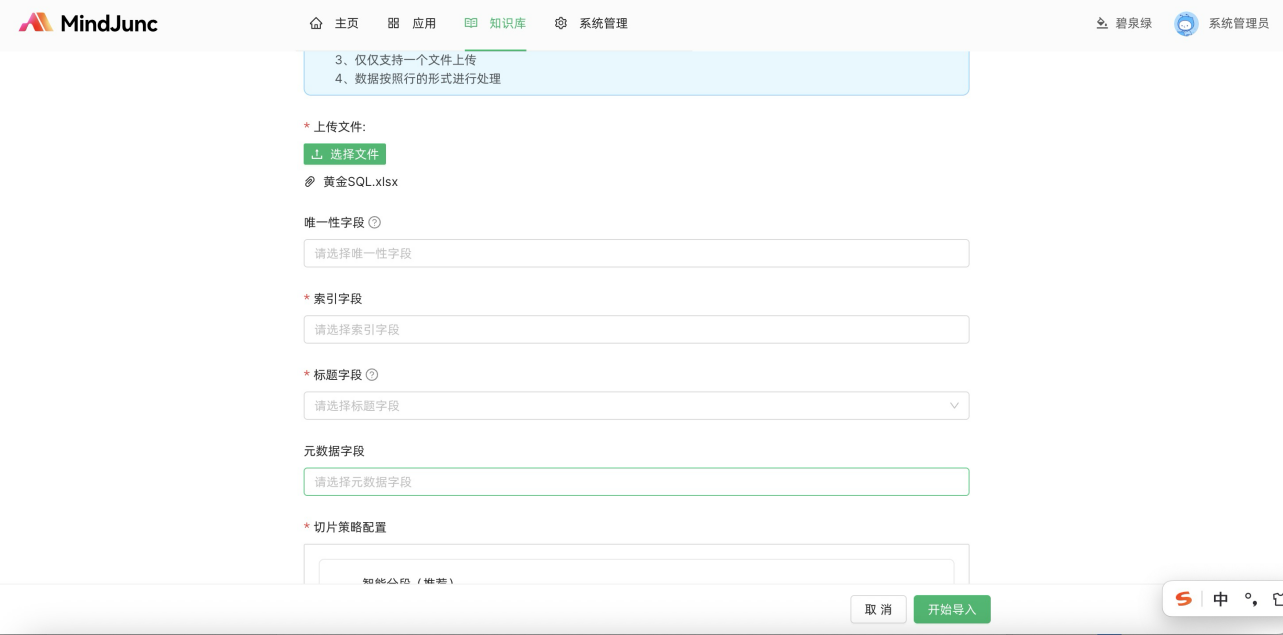 MindJunc 主页 应用 知识库 系统管理 碧泉绿 系统管理员
3、仅仅支持一个文件上传
4、数据按照行的形式进行处理
* 上传文件:
选择文件
黄金SQL.xlsx
唯一性字段 ?
请选择唯一性字段
* 索引字段
请选择索引字段
* 标题字段 ?
请选择标题字段
元数据字段
请选择元数据字段
* 切片策略配置
智能分段（推荐）
取 消 开始导入
S 中 °,